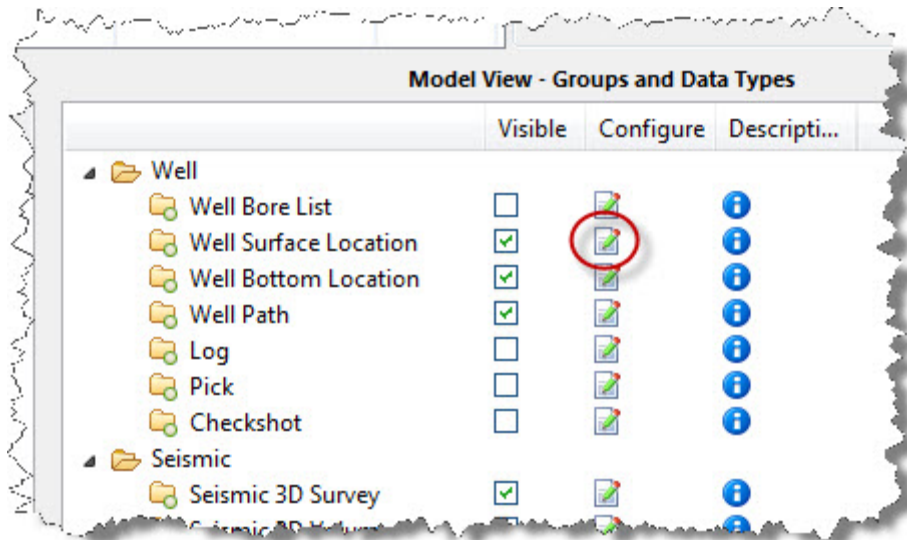 Model View - Groups and Data Types
Visible Configure Descripti...
Well
Well Bore List
Well Surface Location
Well Bottom Location
Well Path
Log
Pick
Checkshot
Seismic
Seismic 3D Survey